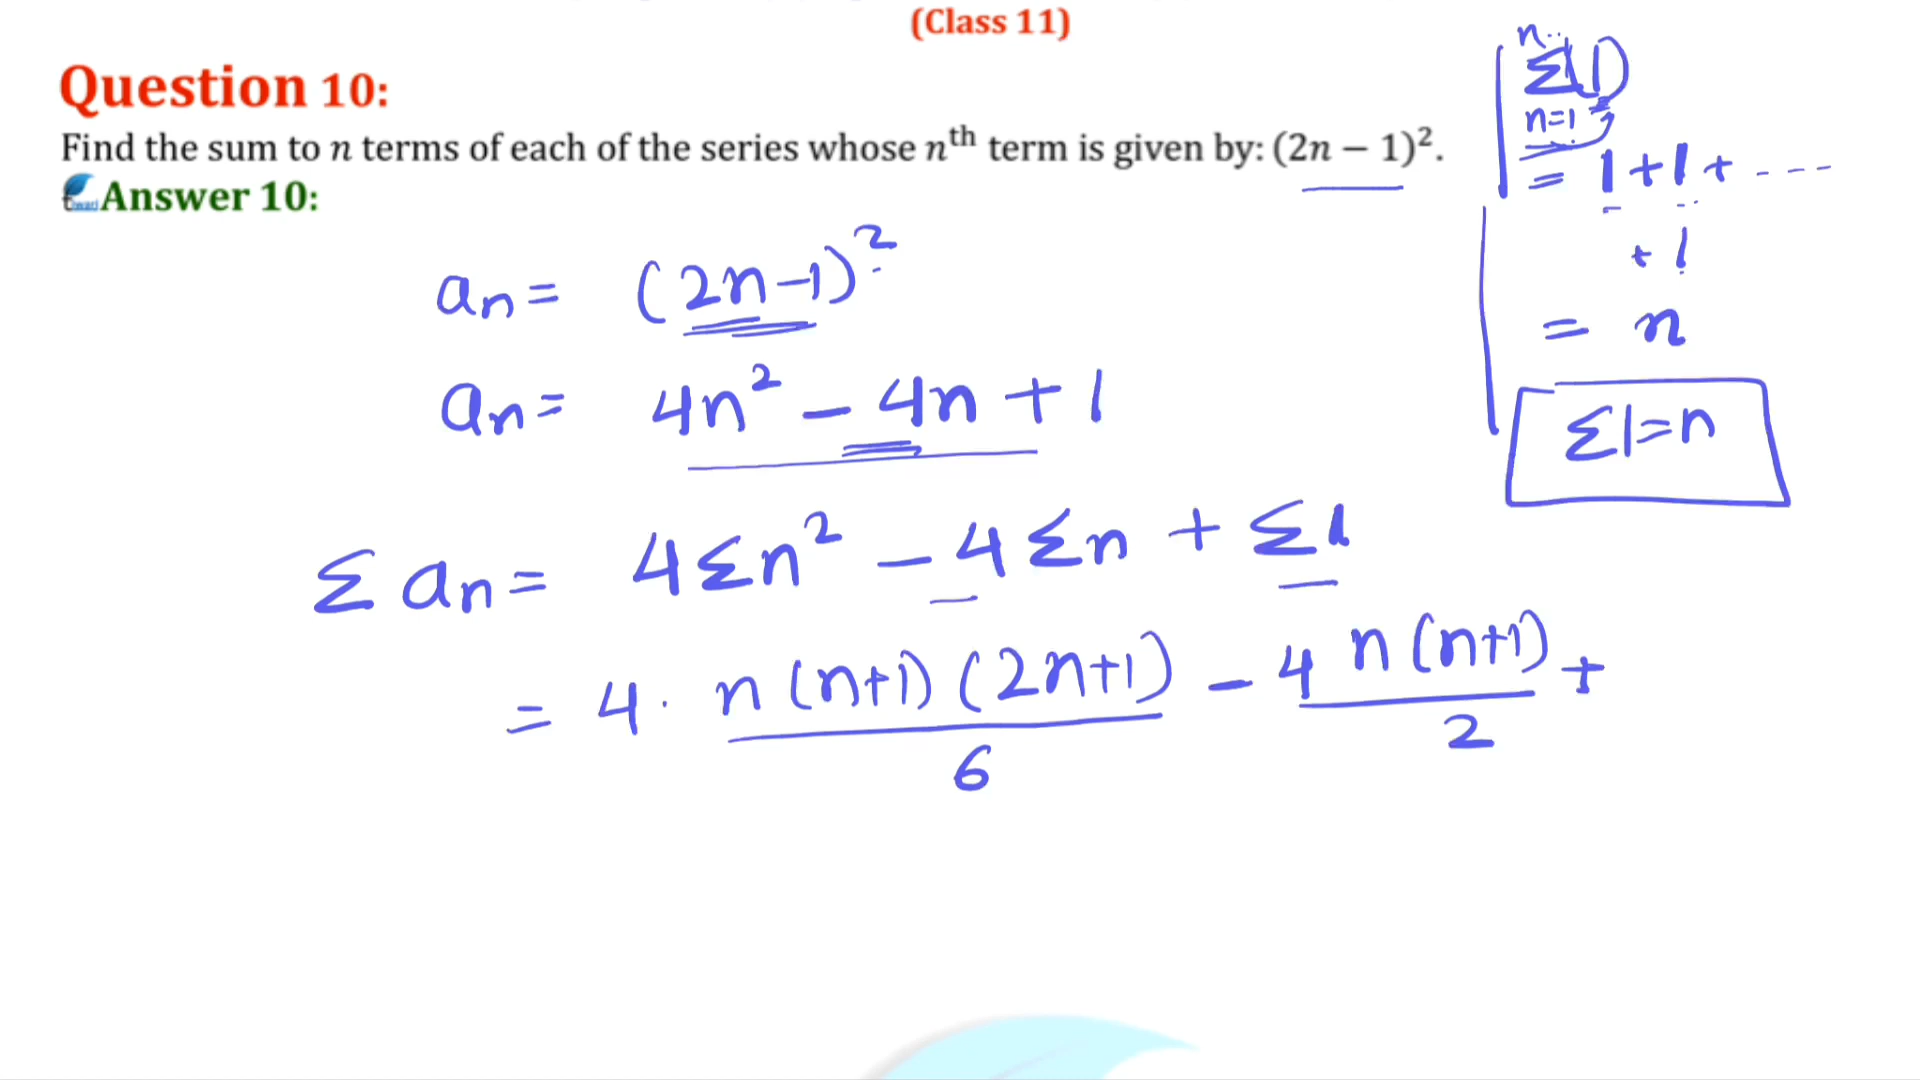 (Class 11)
Question 10:
Find the sum to n terms of each of the series whose nᵗʰ term is given by: (2n − 1)².
Answer 10:
aₙ = (2n-1)²
aₙ = 4n² - 4n + 1
Σ aₙ = 4Σn² - 4Σn + Σ1
= 4 · n(n+1)(2n+1)/6 - 4 n(n+1)/2 +
n
Σ(1)
n=1
= 1+1+ ----
+ 1
= n
Σ1=n